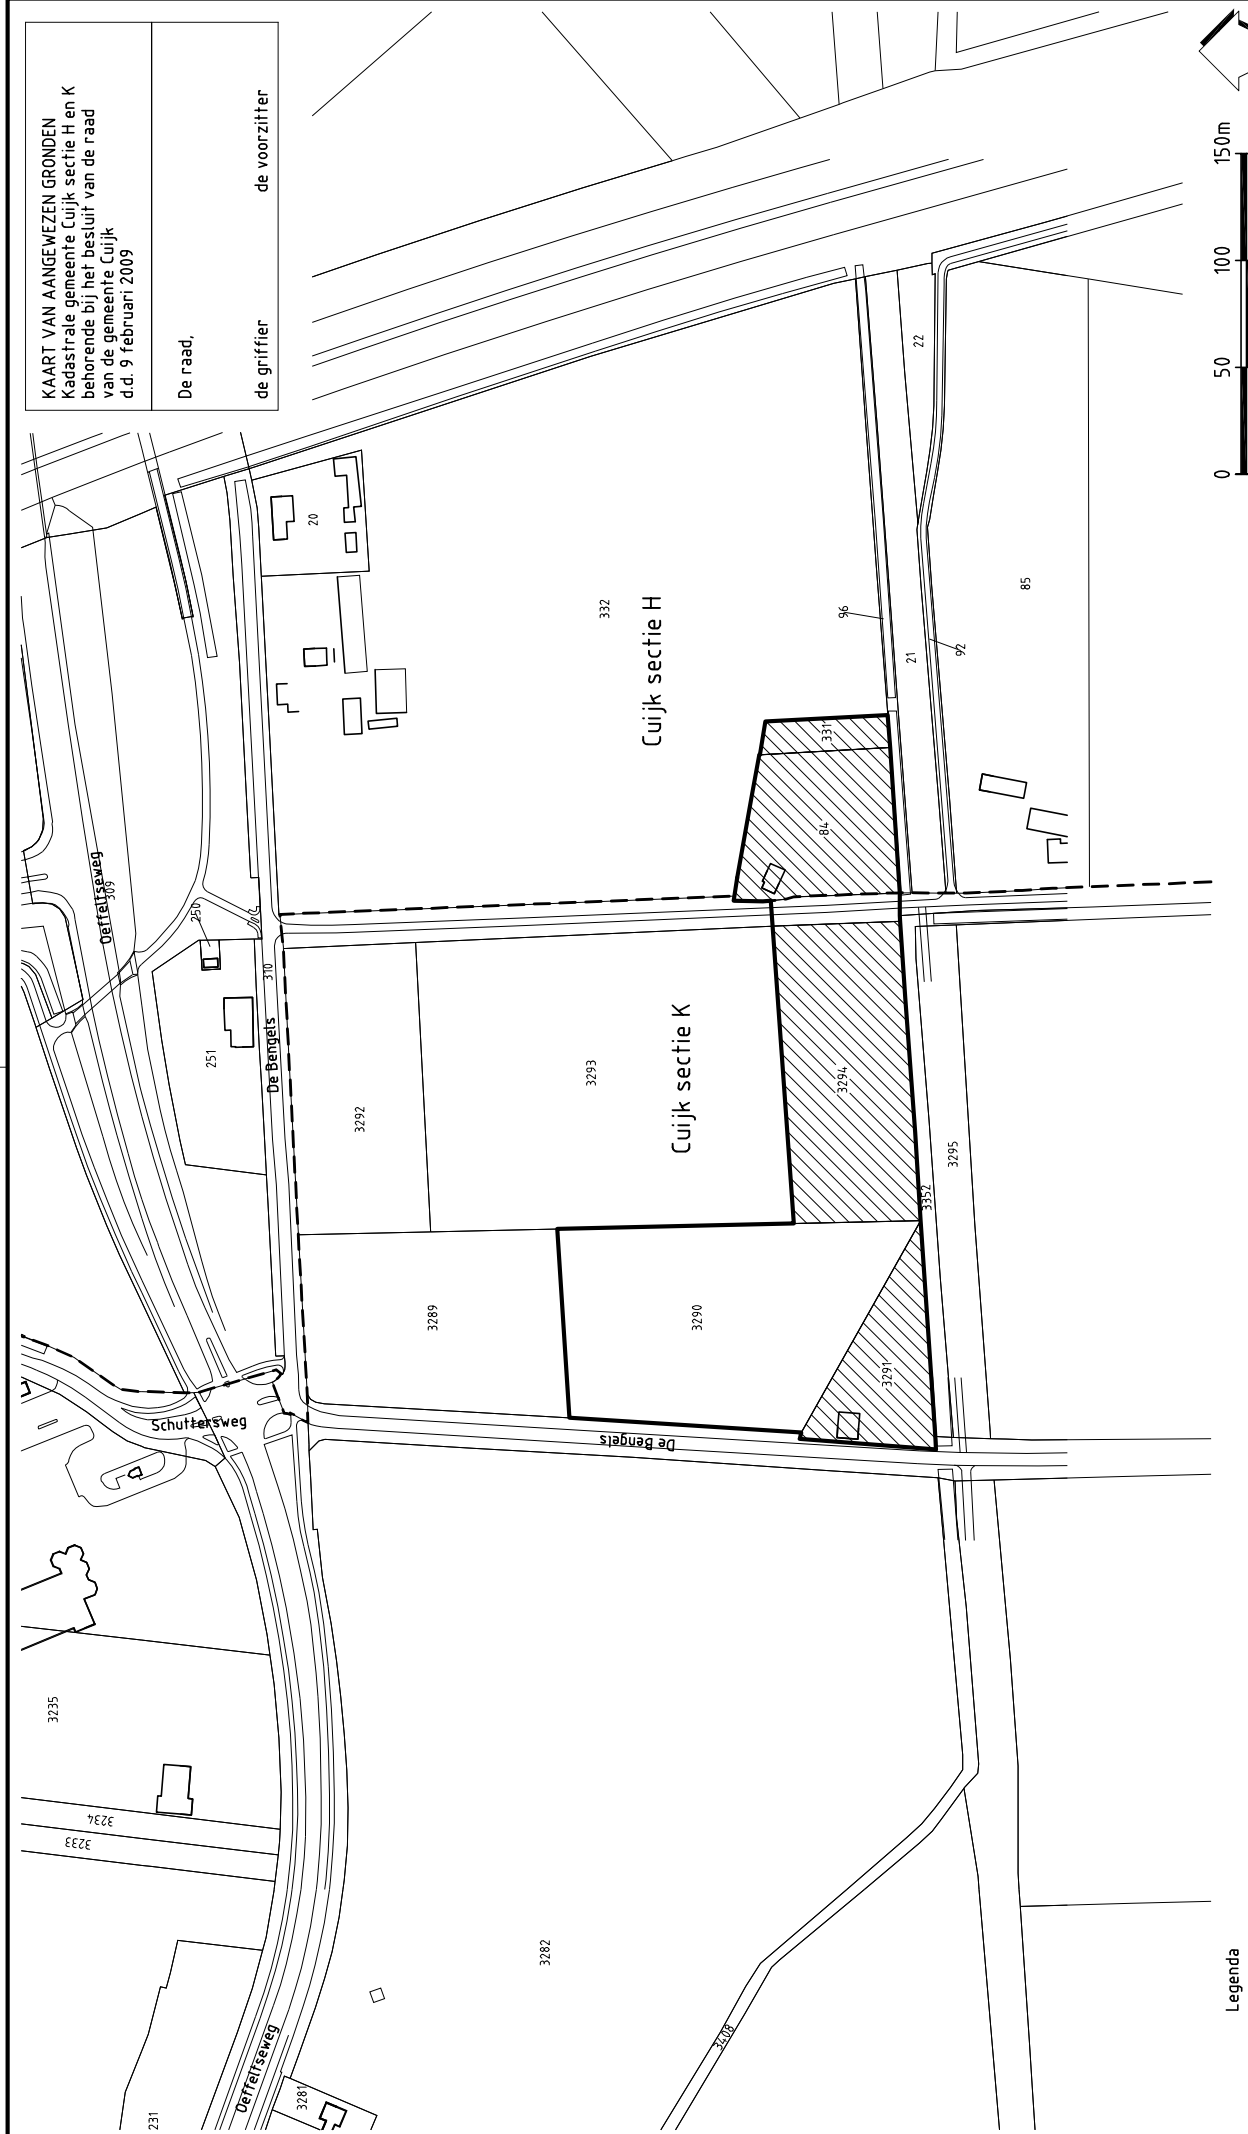 KAART VAN AANGEWEZEN GRONDEN
Kadastrale gemeente Cuijk sectie H en K
behorende bij het besluit van de raad
van de gemeente Cuijk
d.d. 9 februari 2009
De raad,
de griffier de voorzitter
Oeffeltseweg
309
250
310
251
De Bengels
20
332
Cuijk sectie H
96
22
21
92
85
331
84
3292
3293
Cuijk sectie K
3294
3295
3352
3289
3290
3291
De Bengels
Schuttersweg
3235
3234
3233
3282
3408
Oeffeltseweg
3281
231
0 50 100 150m
Legenda